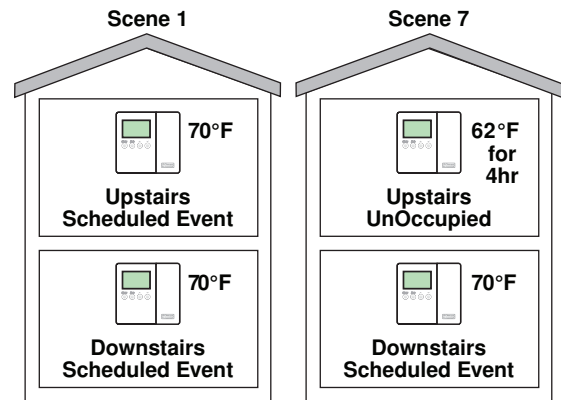 Scene 1
70°F
Upstairs
Scheduled Event
70°F
Downstairs
Scheduled Event
Scene 7
62°F
for
4hr
Upstairs
UnOccupied
70°F
Downstairs
Scheduled Event